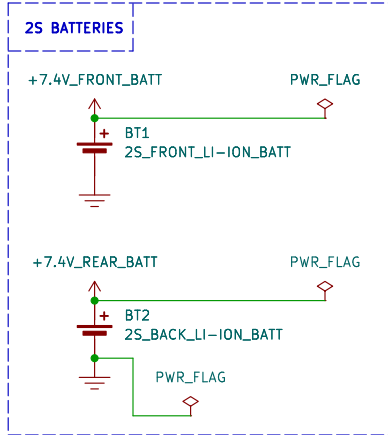 2S BATTERIES
+7.4V_FRONT_BATT
PWR_FLAG
+
BT1
2S_FRONT_LI-ION_BATT
+7.4V_REAR_BATT
PWR_FLAG
+
BT2
2S_BACK_LI-ION_BATT
PWR_FLAG